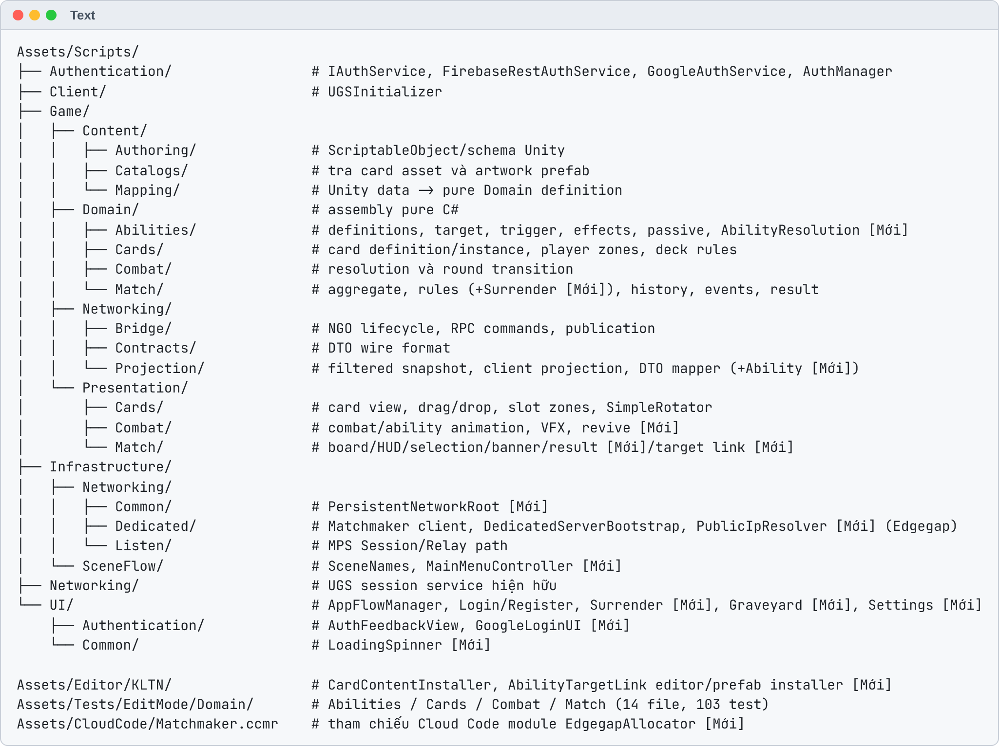 Text
Assets/Scripts/
├── Authentication/                 # IAuthService, FirebaseRestAuthService, GoogleAuthService, AuthManager
├── Client/                         # UGSInitializer
├── Game/
│   ├── Content/
│   │   ├── Authoring/              # ScriptableObject/schema Unity
│   │   ├── Catalogs/               # tra card asset và artwork prefab
│   │   └── Mapping/                # Unity data -> pure Domain definition
│   ├── Domain/                     # assembly pure C#
│   │   ├── Abilities/              # definitions, target, trigger, effects, passive, AbilityResolution [Mới]
│   │   ├── Cards/                  # card definition/instance, player zones, deck rules
│   │   ├── Combat/                 # resolution và round transition
│   │   └── Match/                  # aggregate, rules (+Surrender [Mới]), history, events, result
│   ├── Networking/
│   │   ├── Bridge/                 # NGO lifecycle, RPC commands, publication
│   │   ├── Contracts/              # DTO wire format
│   │   └── Projection/             # filtered snapshot, client projection, DTO mapper (+Ability [Mới])
│   └── Presentation/
│       ├── Cards/                  # card view, drag/drop, slot zones, SimpleRotator
│       ├── Combat/                 # combat/ability animation, VFX, revive [Mới]
│       └── Match/                  # board/HUD/selection/banner/result [Mới]/target link [Mới]
├── Infrastructure/
│   ├── Networking/
│   │   ├── Common/                 # PersistentNetworkRoot [Mới]
│   │   ├── Dedicated/              # Matchmaker client, DedicatedServerBootstrap, PublicIpResolver [Mới] (Edgegap)
│   │   └── Listen/                 # MPS Session/Relay path
│   └── SceneFlow/                  # SceneNames, MainMenuController [Mới]
├── Networking/                     # UGS session service hiện hữu
└── UI/                             # AppFlowManager, Login/Register, Surrender [Mới], Graveyard [Mới], Settings [Mới]
    ├── Authentication/             # AuthFeedbackView, GoogleLoginUI [Mới]
    └── Common/                     # LoadingSpinner [Mới]
Assets/Editor/KLTN/                 # CardContentInstaller, AbilityTargetLink editor/prefab installer [Mới]
Assets/Tests/EditMode/Domain/       # Abilities / Cards / Combat / Match (14 file, 103 test)
Assets/CloudCode/Matchmaker.ccmr    # tham chiếu Cloud Code module EdgegapAllocator [Mới]